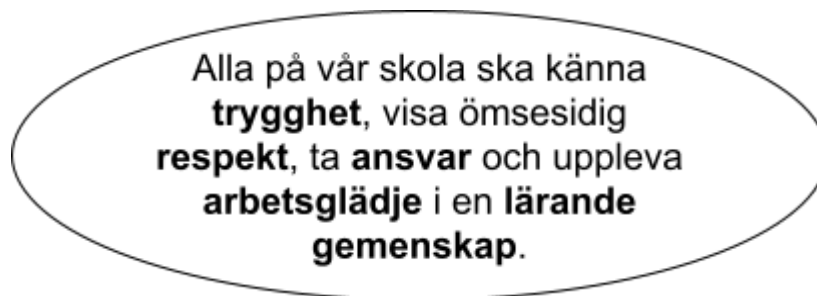 Alla på vår skola ska känna
trygghet, visa ömsesidig
respekt, ta ansvar och uppleva
arbetsglädje i en lärande
gemenskap.